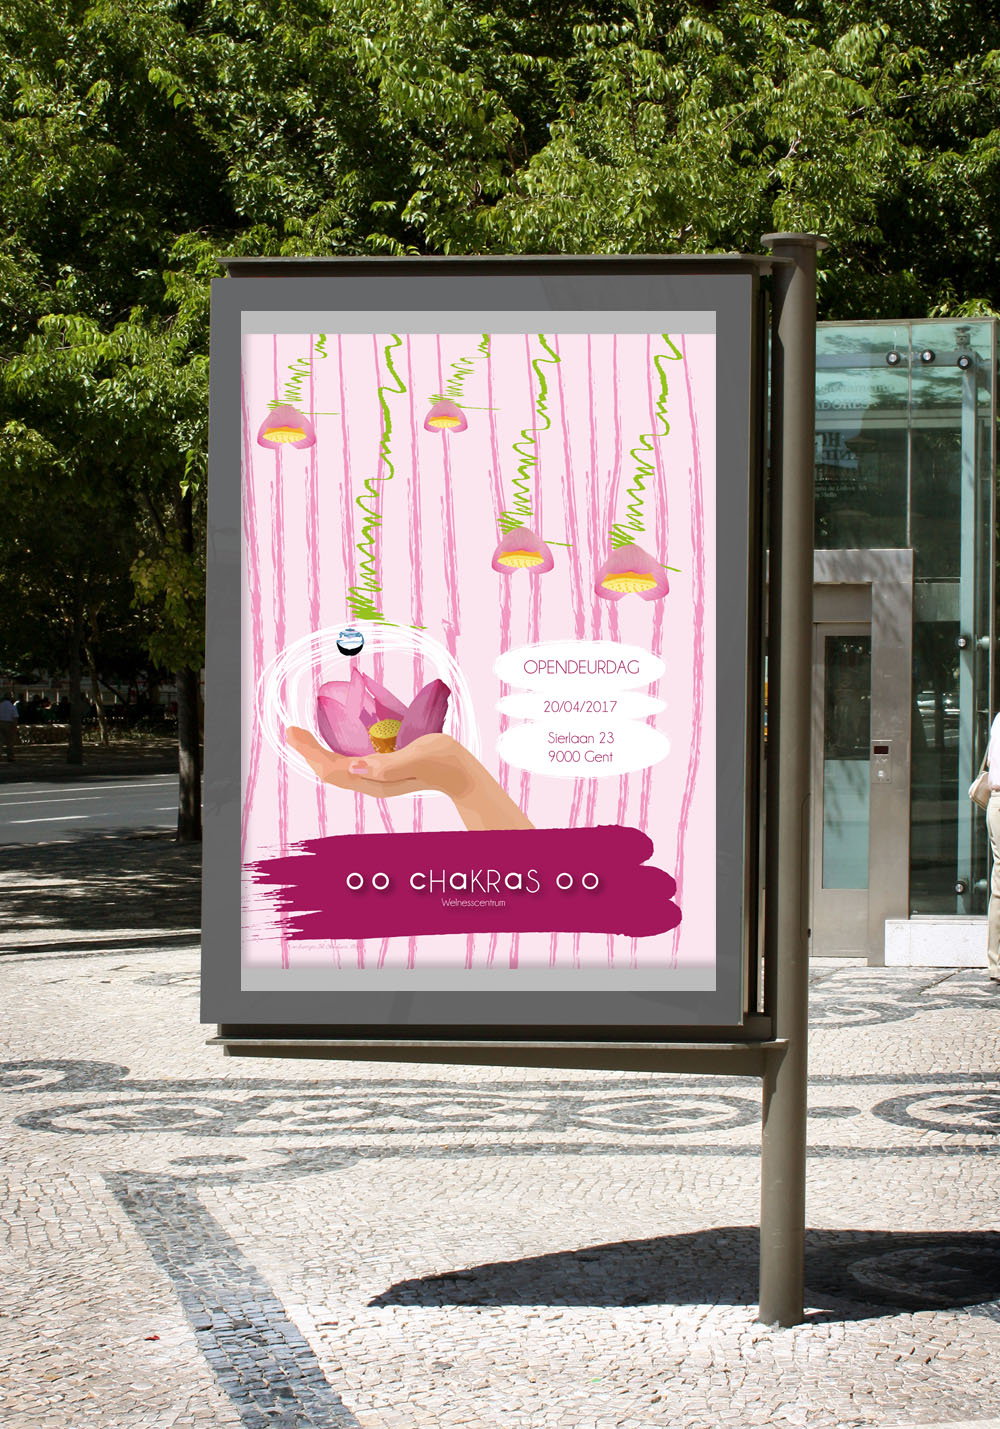 OPENDEURDAG
20/04/2017
Sierlaan 23
9000 Gent
oo cHaKRaS oo
Welnesscentrum